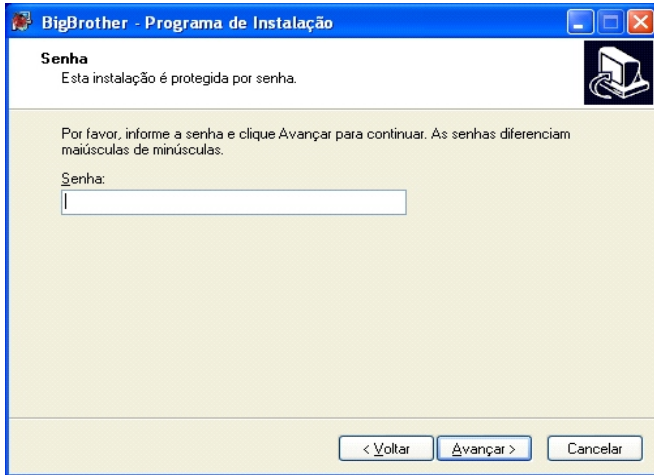 BigBrother - Programa de Instalação
Senha
Esta instalação é protegida por senha.
Por favor, informe a senha e clique Avançar para continuar. As senhas diferenciam
maiúsculas de minúsculas.
Senha:
< Voltar
Avançar >
Cancelar